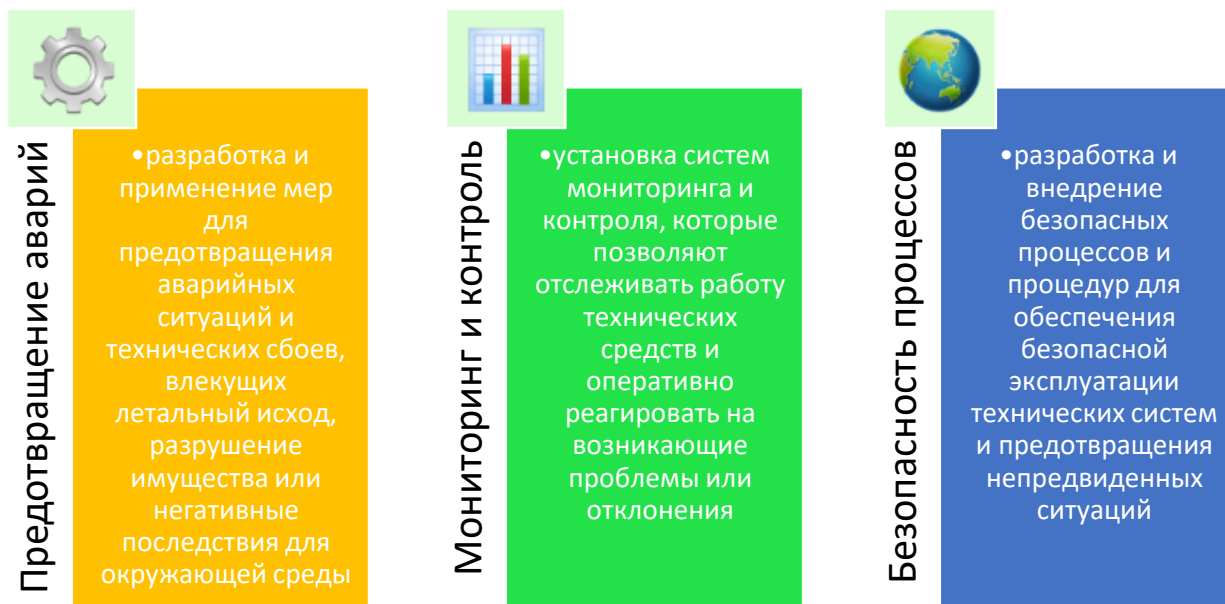 Предотвращение аварий
•разработка и
применение мер
для
предотвращения
аварийных
ситуаций и
технических сбоев,
влекущих
летальный исход,
разрушение
имущества или
негативные
последствия для
окружающей среды
Мониторинг и контроль
•установка систем
мониторинга и
контроля, которые
позволяют
отслеживать работу
технических
средств и
оперативно
реагировать на
возникающие
проблемы или
отклонения
Безопасность процессов
•разработка и
внедрение
безопасных
процессов и
процедур для
обеспечения
безопасной
эксплуатации
технических систем
и предотвращения
непредвиденных
ситуаций